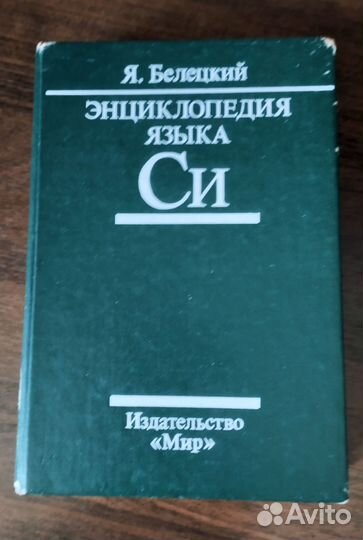 Я. Белецкий
ЭНЦИКЛОПЕДИЯ
ЯЗЫКА
Си
Издательство
«Мир»
Avito